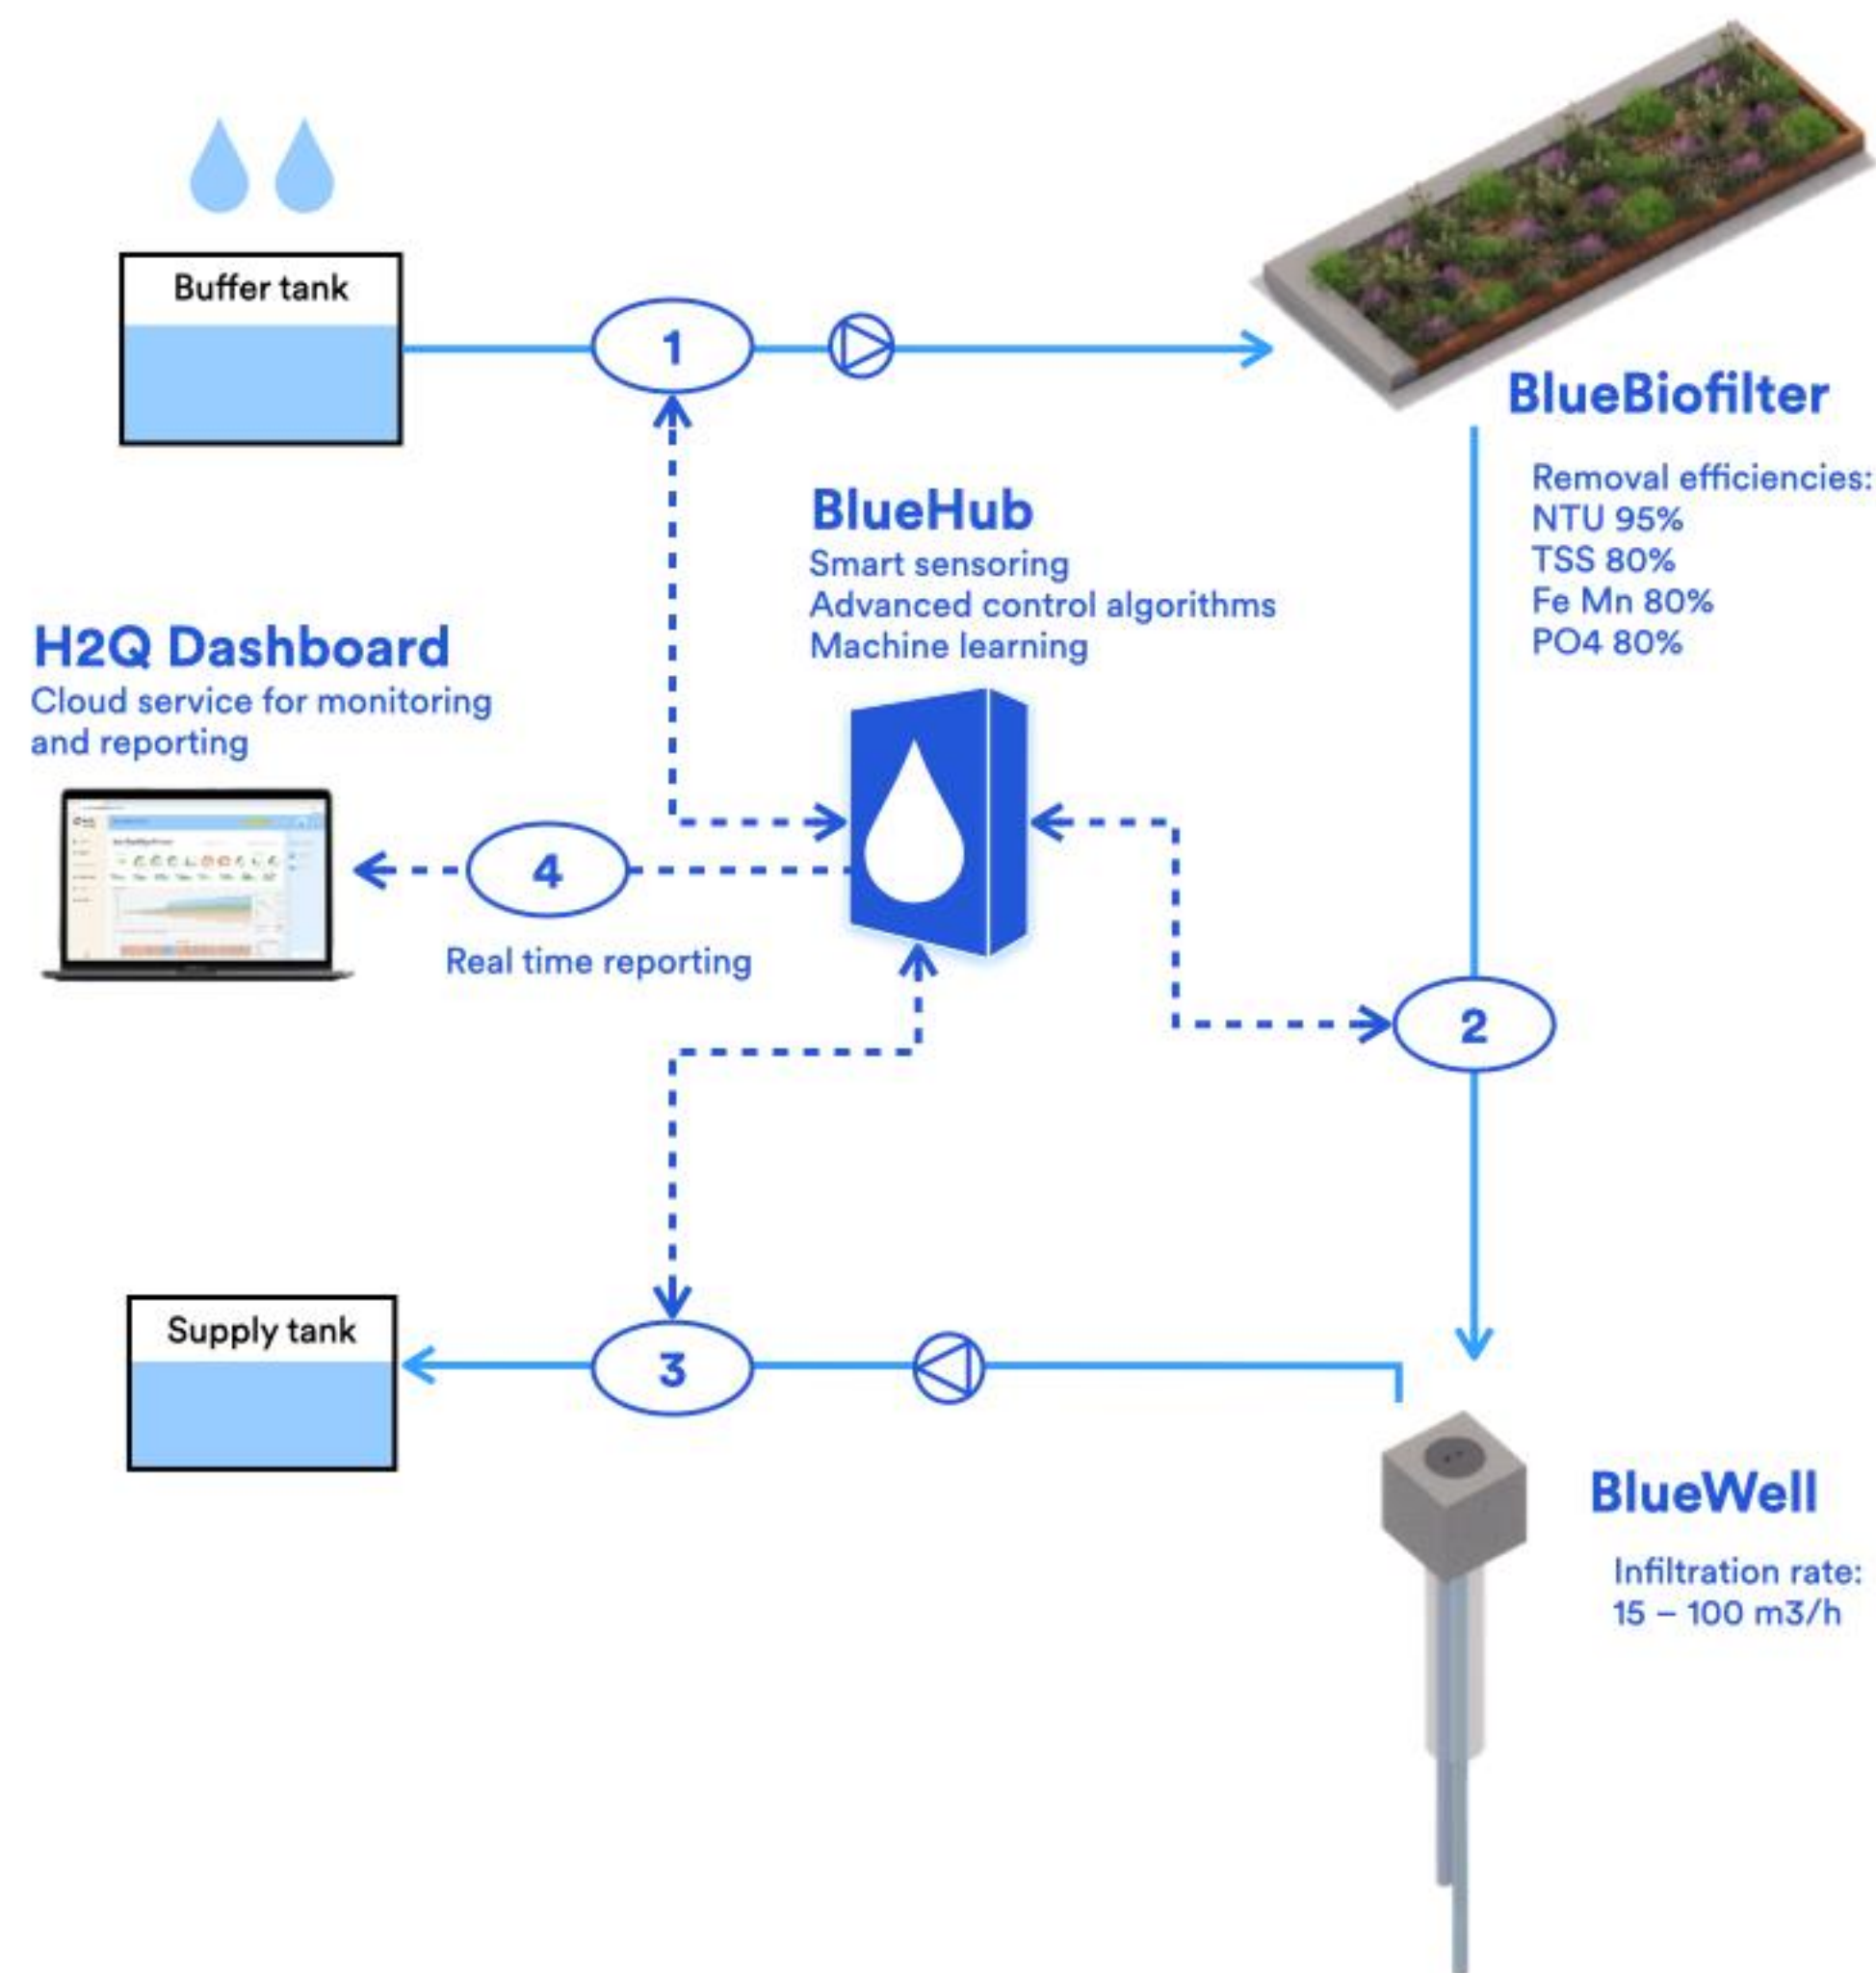 Buffer tank
1
BlueBiofilter
Removal efficiencies:
NTU 95%
TSS 80%
Fe Mn 80%
PO4 80%
BlueHub
Smart sensoring
Advanced control algorithms
Machine learning
H2Q Dashboard
Cloud service for monitoring
and reporting
4
Real time reporting
2
Supply tank
3
BlueWell
Infiltration rate:
15 – 100 m3/h